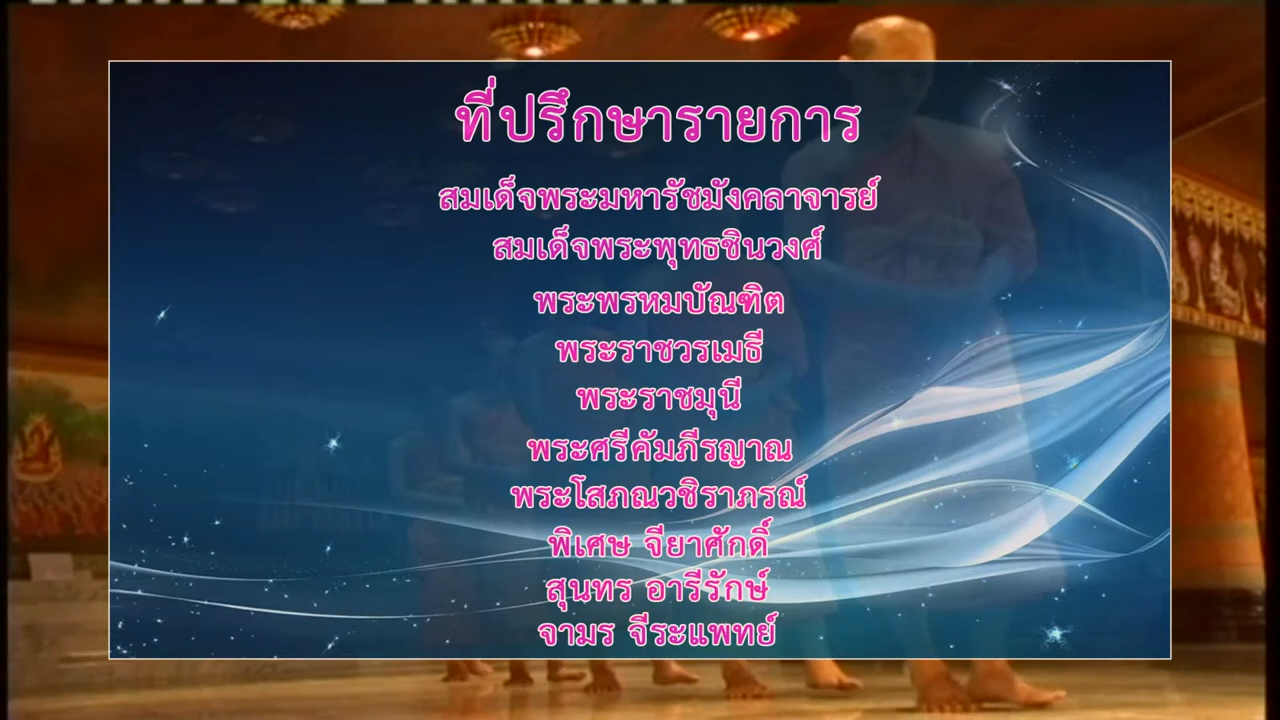 ที่ปรึกษารายการ
สมเด็จพระมหารัชมังคลาจารย์
สมเด็จพระพุทธชินวงศ์
พระพรหมบัณฑิต
พระราชวรเมธี
พระราชมุนี
พระศรีคัมภีรญาณ
พระโสภณวชิราภรณ์
พิเศษ จียาศักดิ์
สุนทร อารีรักษ์
จามร จีระแพทย์